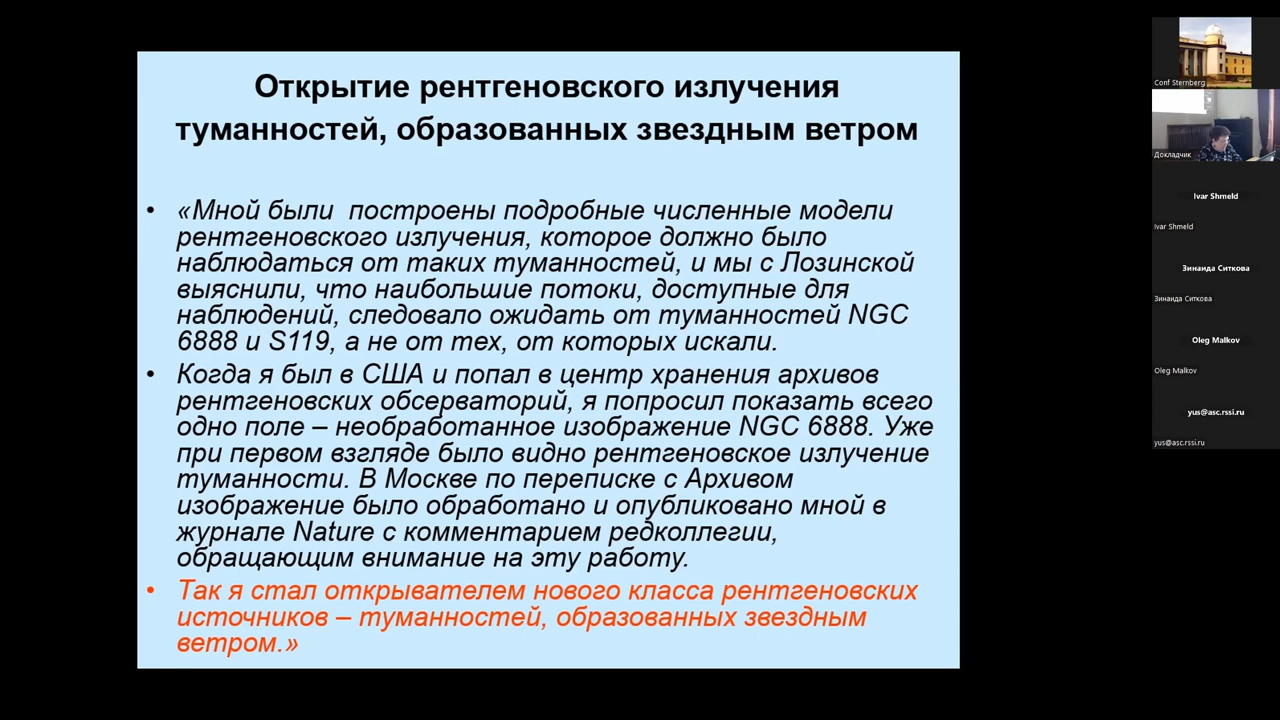 Открытие рентгеновского излучения
туманностей, образованных звездным ветром
• «Мной были построены подробные численные модели
рентгеновского излучения, которое должно было
наблюдаться от таких туманностей, и мы с Лозинской
выяснили, что наибольшие потоки, доступные для
наблюдений, следовало ожидать от туманностей NGC
6888 и S119, а не от тех, от которых искали.
• Когда я был в США и попал в центр хранения архивов
рентгеновских обсерваторий, я попросил показать всего
одно поле – необработанное изображение NGC 6888. Уже
при первом взгляде было видно рентгеновское излучение
туманности. В Москве по переписке с Архивом
изображение было обработано и опубликовано мной в
журнале Nature с комментарием редколлегии,
обращающим внимание на эту работу.
• Так я стал открывателем нового класса рентгеновских
источников – туманностей, образованных звездным
ветром.»
Conf Sternberg
Докладчик
Ivar Shmeld
Ivar Shmeld
Зинаида Ситкова
Зинаида Ситкова
Oleg Malkov
Oleg Malkov
yus@asc.rssi.ru
yus@asc.rssi.ru